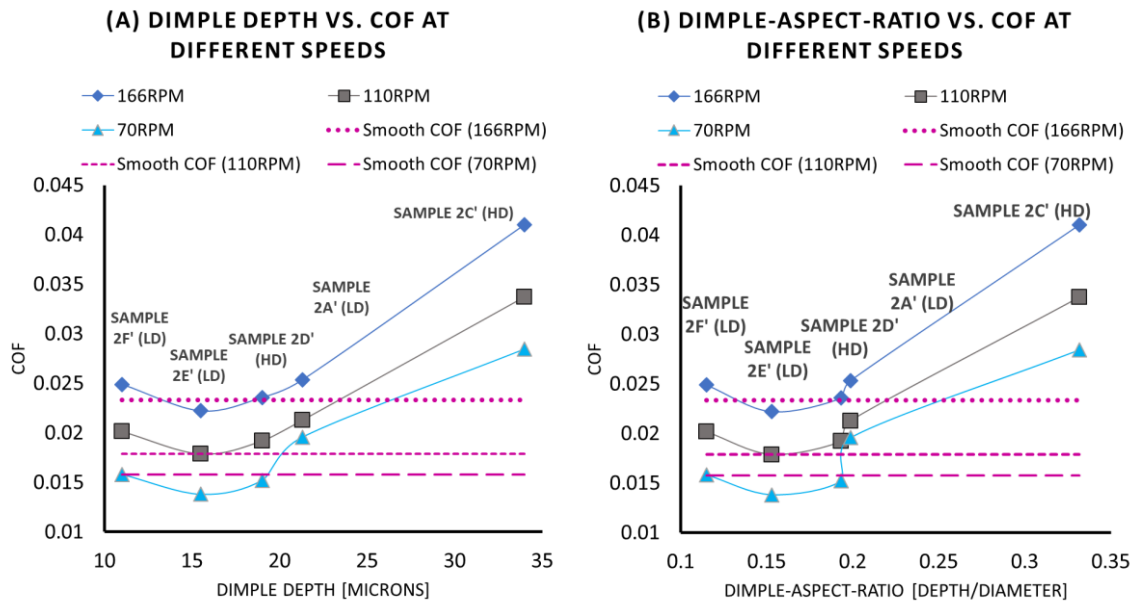 (A) DIMPLE DEPTH VS. COF AT
DIFFERENT SPEEDS
166RPM
110RPM
70RPM
Smooth COF (166RPM)
Smooth COF (110RPM)
Smooth COF (70RPM)
0.045
0.04
0.035
0.03
0.025
0.02
0.015
0.01
COF
SAMPLE
2F' (LD)
SAMPLE
2E' (LD)
SAMPLE 2D'
(HD)
SAMPLE
2A' (LD)
SAMPLE 2C' (HD)
10
15
20
25
30
35
DIMPLE DEPTH [MICRONS]
(B) DIMPLE-ASPECT-RATIO VS. COF AT
DIFFERENT SPEEDS
166RPM
110RPM
70RPM
Smooth COF (166RPM)
Smooth COF (110RPM)
Smooth COF (70RPM)
0.045
0.04
0.035
0.03
0.025
0.02
0.015
0.01
COF
SAMPLE
2F' (LD)
SAMPLE
2E' (LD)
SAMPLE 2D'
(HD)
SAMPLE
2A' (LD)
SAMPLE 2C' (HD)
0.1
0.15
0.2
0.25
0.3
0.35
DIMPLE-ASPECT-RATIO [DEPTH/DIAMETER]